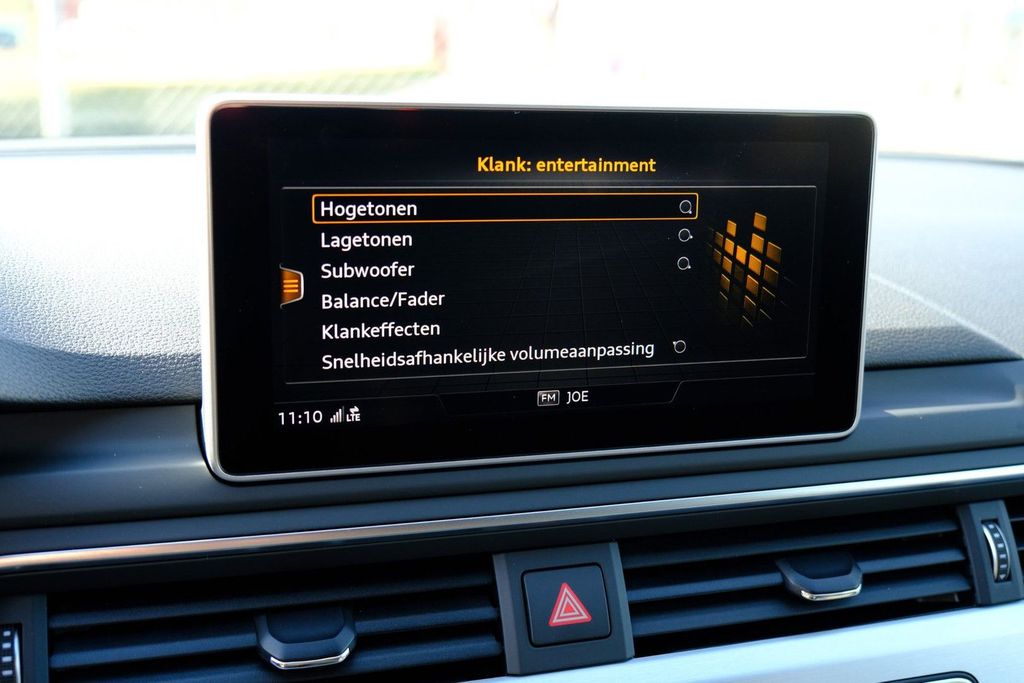 Klank: entertainment
Hogetonen
Lagetonen
Subwoofer
Balance/Fader
Klankeffecten
Snelheidsafhankelijke volumeaanpassing
FM JOE
11:10 LTE